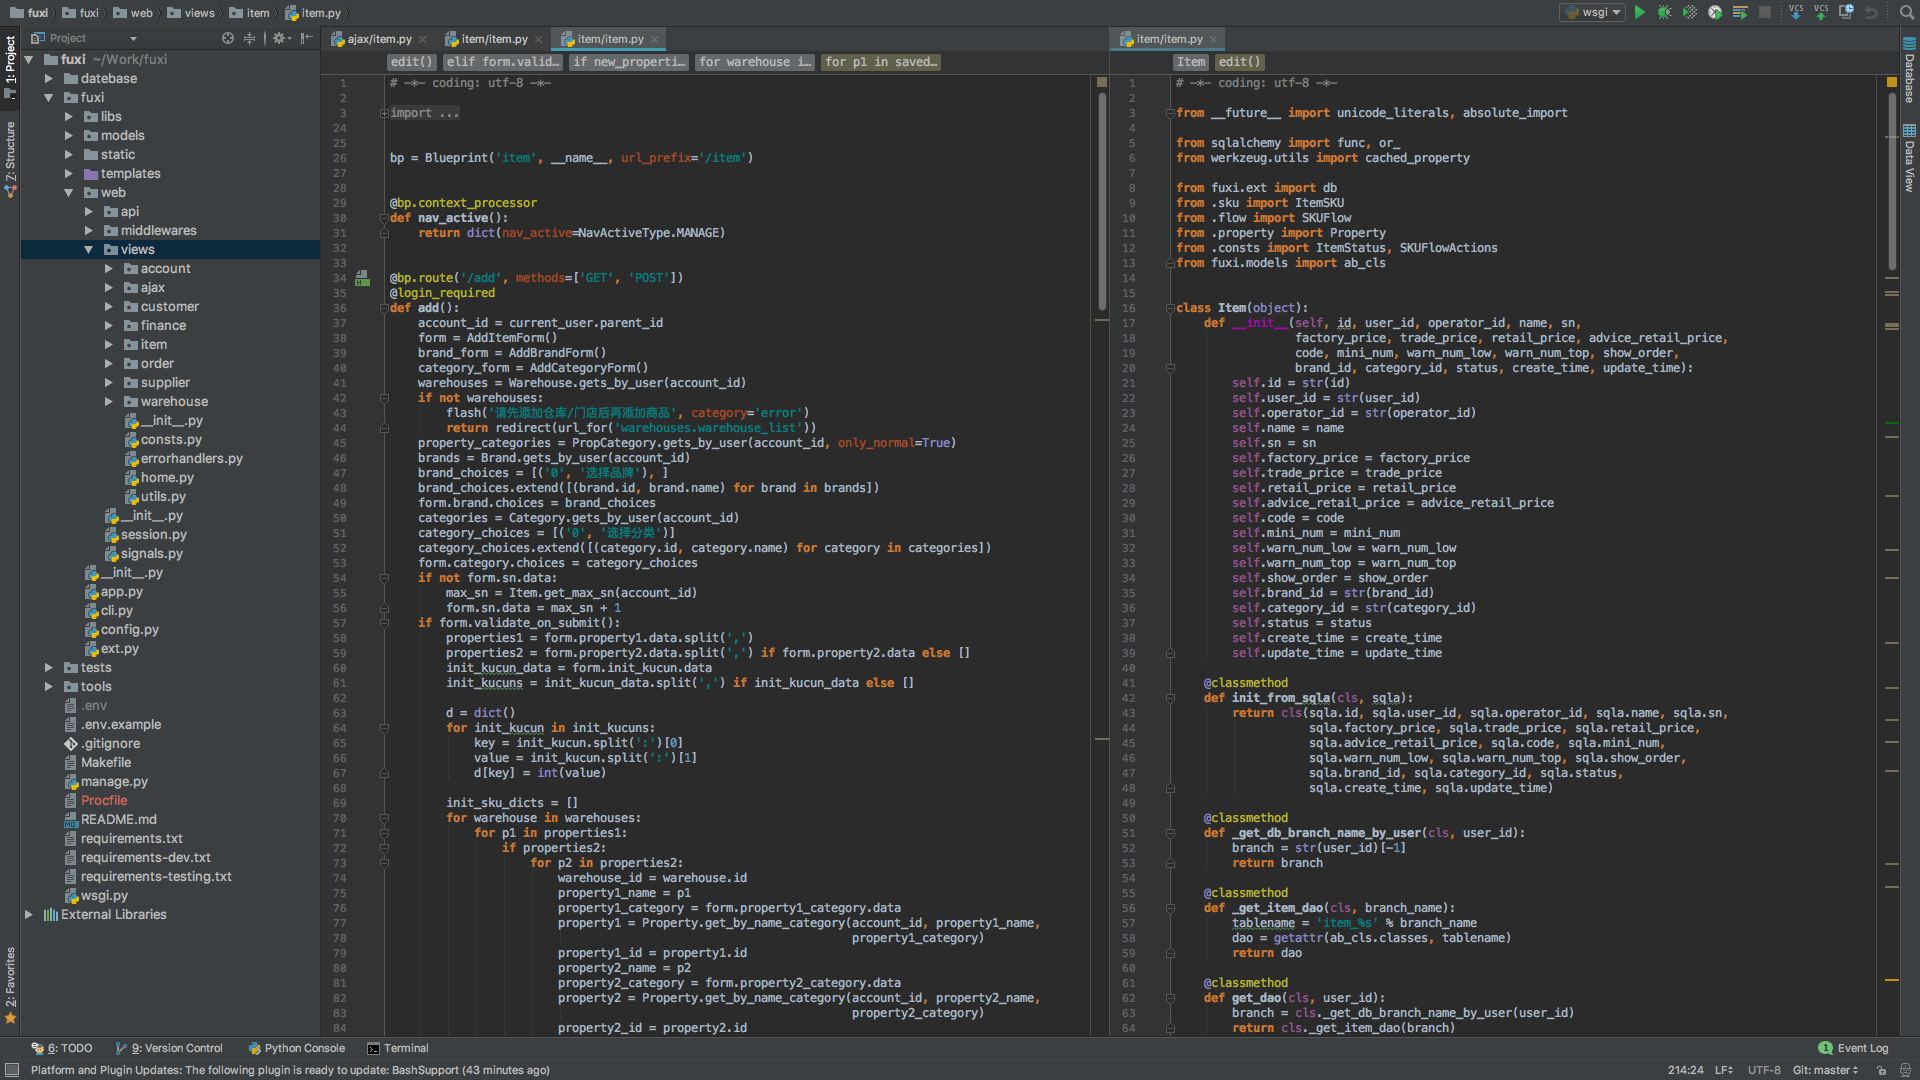 fuxi
fuxi
web
views
item
item.py
wsgi
VCS
VCS
1: Project
7: Structure
2: Favorites
Project
fuxi ~/Work/fuxi
datebase
fuxi
libs
models
static
templates
web
api
middlewares
views
account
ajax
customer
finance
item
order
supplier
warehouse
__init__.py
consts.py
errorhandlers.py
home.py
utils.py
__init__.py
session.py
signals.py
__init__.py
app.py
cli.py
config.py
ext.py
tests
tools
.env
.env.example
.gitignore
Makefile
manage.py
Procfile
README.md
requirements.txt
requirements-dev.txt
requirements-testing.txt
wsgi.py
External Libraries
ajax/item.py
item/item.py
item/item.py
edit()
elif form.valid...
if new_properti...
for warehouse i...
for p1 in saved...
1 # -*- coding: utf-8 -*-
2
3 import ...
24
25
26 bp = Blueprint('item', __name__, url_prefix='/item')
27
28
29 @bp.context_processor
30 def nav_active():
31 return dict(nav_active=NavActiveType.MANAGE)
32
33
34 @bp.route('/add', methods=['GET', 'POST'])
35 @login_required
36 def add():
37 account_id = current_user.parent_id
38 form = AddItemForm()
39 brand_form = AddBrandForm()
40 category_form = AddCategoryForm()
41 warehouses = Warehouse.gets_by_user(account_id)
42 if not warehouses:
43 flash('请先添加仓库/门店后再添加商品', category='error')
44 return redirect(url_for('warehouses.warehouse_list'))
45 property_categories = PropCategory.gets_by_user(account_id, only_normal=True)
46 brands = Brand.gets_by_user(account_id)
47 brand_choices = [('0', '选择品牌'), ]
48 brand_choices.extend([(brand.id, brand.name) for brand in brands])
49 form.brand.choices = brand_choices
50 categories = Category.gets_by_user(account_id)
51 category_choices = [('0', '选择分类')]
52 category_choices.extend([(category.id, category.name) for category in categories])
53 form.category.choices = category_choices
54 if not form.sn.data:
55 max_sn = Item.get_max_sn(account_id)
56 form.sn.data = max_sn + 1
57 if form.validate_on_submit():
58 properties1 = form.property1.data.split(',')
59 properties2 = form.property2.data.split(',') if form.property2.data else []
60 init_kucun_data = form.init_kucun.data
61 init_kucuns = init_kucun_data.split(',') if init_kucun_data else []
62
63 d = dict()
64 for init_kucun in init_kucuns:
65 key = init_kucun.split(':')[0]
66 value = init_kucun.split(':')[1]
67 d[key] = int(value)
68
69 init_sku_dicts = []
70 for warehouse in warehouses:
71 for p1 in properties1:
72 if properties2:
73 for p2 in properties2:
74 warehouse_id = warehouse.id
75 property1_name = p1
76 property1_category = form.property1_category.data
77 property1 = Property.get_by_name_category(account_id, property1_name,
78 property1_category)
79 property1_id = property1.id
80 property2_name = p2
81 property2_category = form.property2_category.data
82 property2 = Property.get_by_name_category(account_id, property2_name,
83 property2_category)
84 property2_id = property2.id
item/item.py
Item
edit()
1 # -*- coding: utf-8 -*-
2
3 from __future__ import unicode_literals, absolute_import
4
5 from sqlalchemy import func, or_
6 from werkzeug.utils import cached_property
7
8 from fuxi.ext import db
9 from .sku import ItemSKU
10 from .flow import SKUFlow
11 from .property import Property
12 from .consts import ItemStatus, SKUFlowActions
13 from fuxi.models import ab_cls
14
15
16 class Item(object):
17 def __init__(self, id, user_id, operator_id, name, sn,
18 factory_price, trade_price, retail_price, advice_retail_price,
19 code, mini_num, warn_num_low, warn_num_top, show_order,
20 brand_id, category_id, status, create_time, update_time):
21 self.id = str(id)
22 self.user_id = str(user_id)
23 self.operator_id = str(operator_id)
24 self.name = name
25 self.sn = sn
26 self.factory_price = factory_price
27 self.trade_price = trade_price
28 self.retail_price = retail_price
29 self.advice_retail_price = advice_retail_price
30 self.code = code
31 self.mini_num = mini_num
32 self.warn_num_low = warn_num_low
33 self.warn_num_top = warn_num_top
34 self.show_order = show_order
35 self.brand_id = str(brand_id)
36 self.category_id = str(category_id)
37 self.status = status
38 self.create_time = create_time
39 self.update_time = update_time
40
41 @classmethod
42 def init_from_sqla(cls, sqla):
43 return cls(sqla.id, sqla.user_id, sqla.operator_id, sqla.name, sqla.sn,
44 sqla.factory_price, sqla.trade_price, sqla.retail_price,
45 sqla.advice_retail_price, sqla.code, sqla.mini_num,
46 sqla.warn_num_low, sqla.warn_num_top, sqla.show_order,
47 sqla.brand_id, sqla.category_id, sqla.status,
48 sqla.create_time, sqla.update_time)
49
50 @classmethod
51 def _get_db_branch_name_by_user(cls, user_id):
52 branch = str(user_id)[-1]
53 return branch
54
55 @classmethod
56 def _get_item_dao(cls, branch_name):
57 tablename = 'item_%s' % branch_name
58 dao = getattr(ab_cls.classes, tablename)
59 return dao
60
61 @classmethod
62 def get_dao(cls, user_id):
63 branch = cls._get_db_branch_name_by_user(user_id)
64 return cls._get_item_dao(branch)
Database
Data View
6: TODO
9: Version Control
Python Console
Terminal
1 Event Log
Platform and Plugin Updates: The following plugin is ready to update: BashSupport (43 minutes ago)
214:24
LF
UTF-8
Git: master